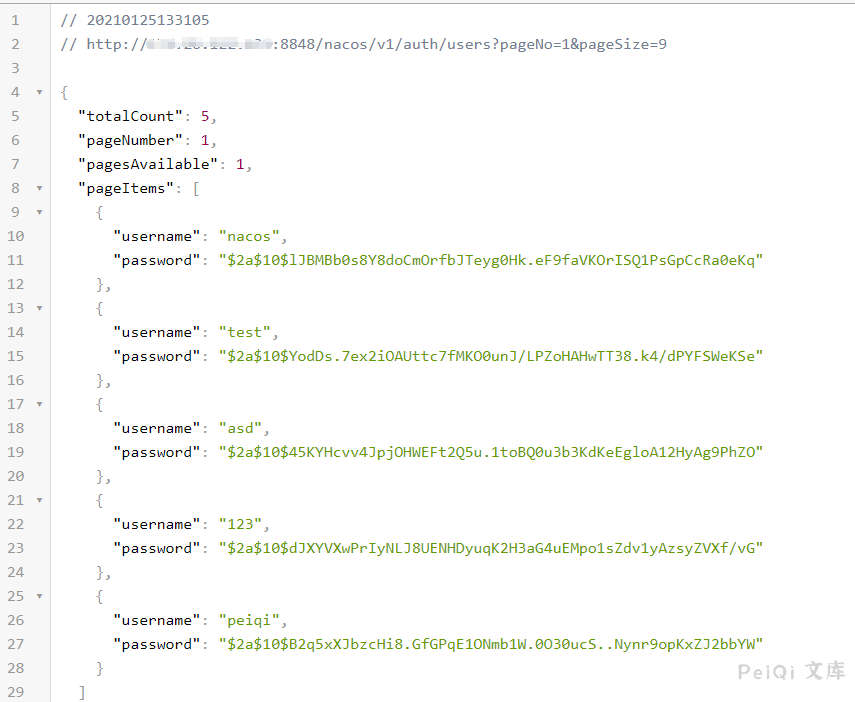 1 // 20210125133105
2 // http:// :8848/nacos/v1/auth/users?pageNo=1&pageSize=9
3
4 {
5 "totalCount": 5,
6 "pageNumber": 1,
7 "pagesAvailable": 1,
8 "pageItems": [
9 {
10 "username": "nacos",
11 "password": "$2a$10$lJBMBb0s8Y8doCmOrfbJTeyg0Hk.eF9faVKOrISQ1PsGpCcRa0eKq"
12 },
13 {
14 "username": "test",
15 "password": "$2a$10$YodDs.7ex2iOAUttc7fMKO0unJ/LPZoHAHwTT38.k4/dPYFSWeKSe"
16 },
17 {
18 "username": "asd",
19 "password": "$2a$10$45KYHcvv4JpjOHWEFt2Q5u.1toBQ0u3b3KdKeEgloA12HyAg9PhZO"
20 },
21 {
22 "username": "123",
23 "password": "$2a$10$dJXYVXwPrIyNLJ8UENHDyuqK2H3aG4uEMpo1sZdv1yAzsyZVXf/vG"
24 },
25 {
26 "username": "peiqi",
27 "password": "$2a$10$B2q5xXJbzcHi8.GfGPqE1ONmb1W.0O30ucS..Nynr9opKxZJ2bbYW"
28 }
29 ]
PeiQi 文库